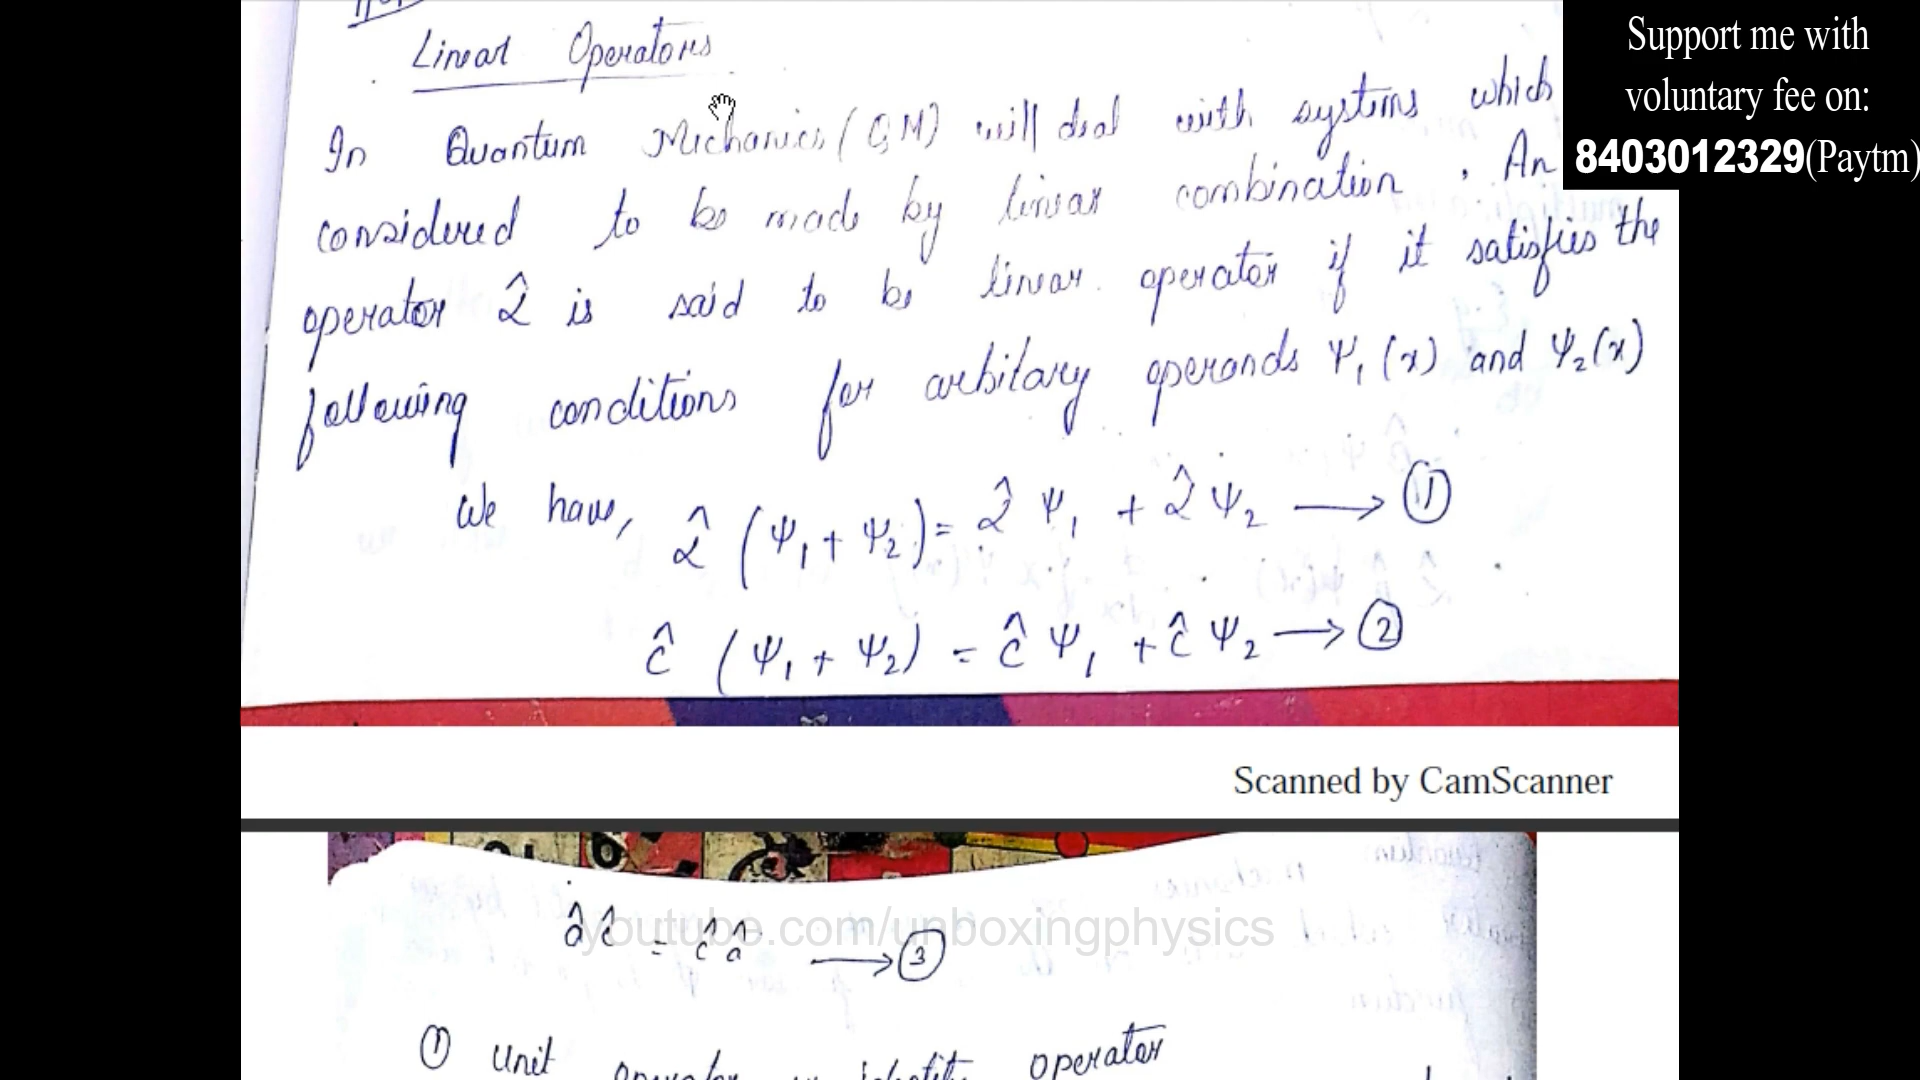 Linear Operators
In Quantum Mechanics (QM) will deal with systems which
considered to be made by linear combination. An
operator α̂ is said to be linear operator if it satisfies the
following conditions for arbitary operands Ψ₁(x) and Ψ₂(x)
We have, α̂ (Ψ₁ + Ψ₂) = α̂ Ψ₁ + α̂ Ψ₂ → ①
ĉ (Ψ₁ + Ψ₂) = ĉ Ψ₁ + ĉ Ψ₂ → ②
Scanned by CamScanner
â ĉ = ĉ â → ③
① Unit operator or identity operator
Support me with
voluntary fee on:
8403012329(Paytm)
youtube.com/unboxingphysics